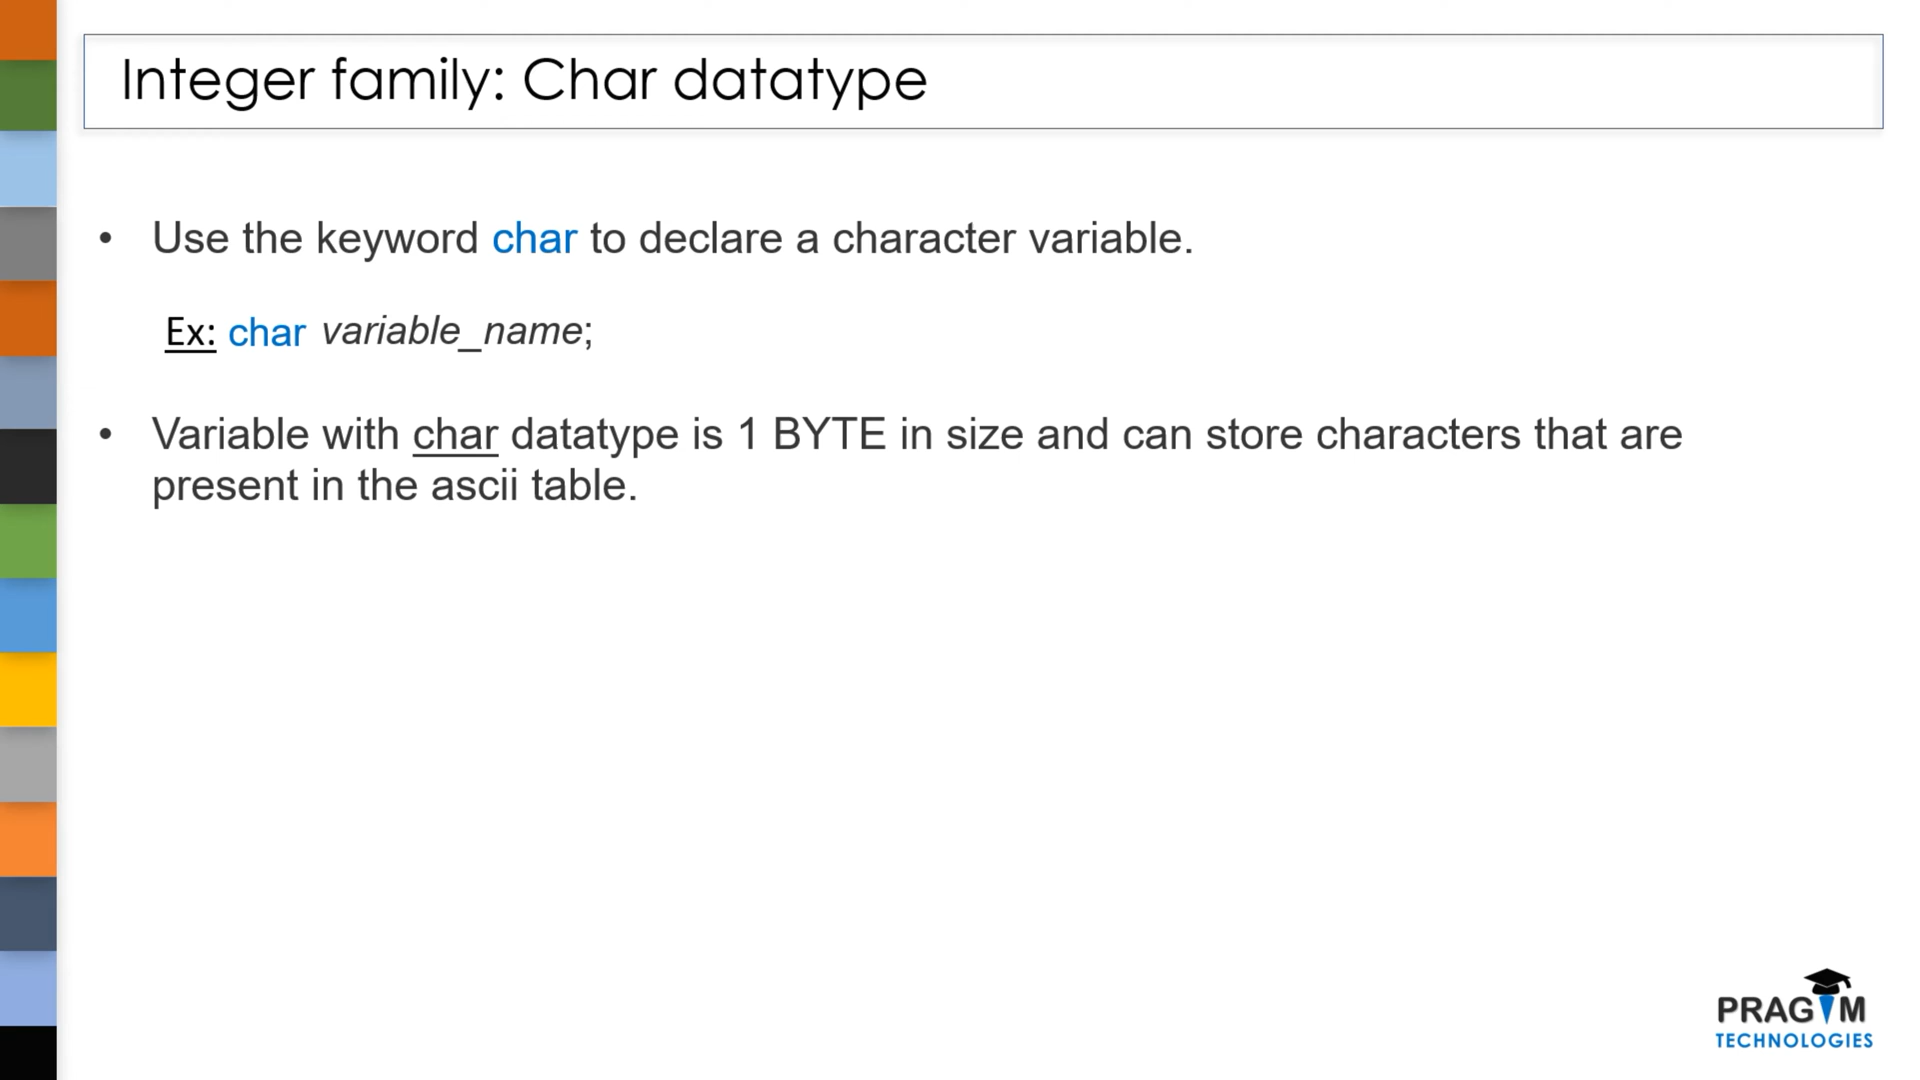 Integer family: Char datatype
• Use the keyword char to declare a character variable.
Ex: char variable_name;
• Variable with char datatype is 1 BYTE in size and can store characters that are
present in the ascii table.
PRAGIM
TECHNOLOGIES